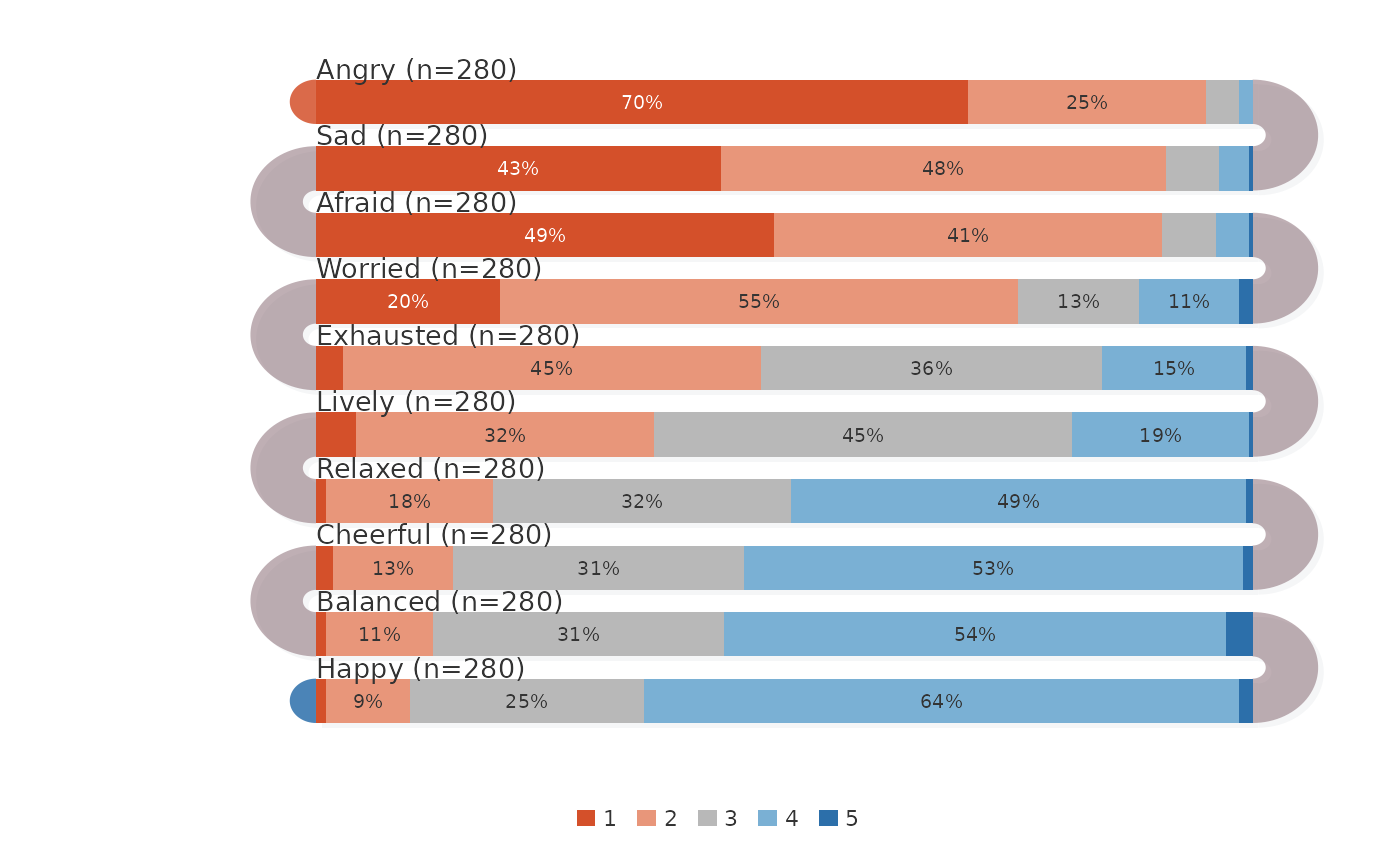 Angry (n=280)
70% 25%
Sad (n=280)
43% 48%
Afraid (n=280)
49% 41%
Worried (n=280)
20% 55% 13% 11%
Exhausted (n=280)
45% 36% 15%
Lively (n=280)
32% 45% 19%
Relaxed (n=280)
18% 32% 49%
Cheerful (n=280)
13% 31% 53%
Balanced (n=280)
11% 31% 54%
Happy (n=280)
9% 25% 64%
1 2 3 4 5